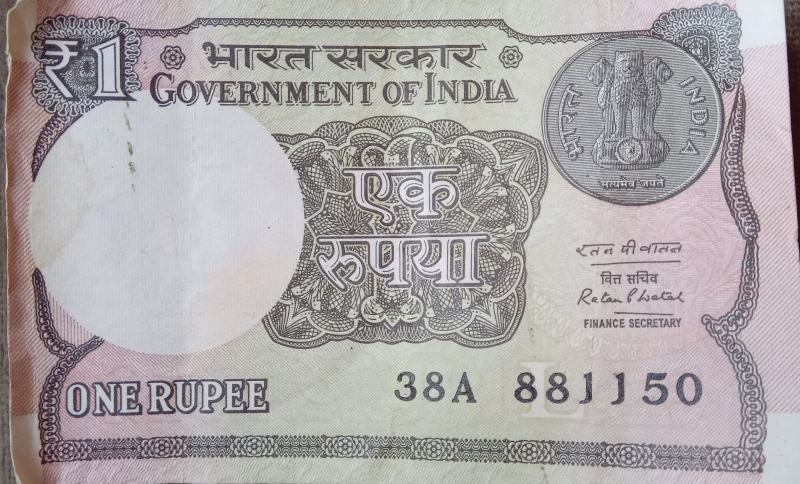 ₹1
भारत सरकार
GOVERNMENT OF INDIA
भारत
INDIA
सत्यमेव जयते
एक
रुपया
रतन पी वातल
वित्त सचिव
Ratan P Watal
FINANCE SECRETARY
ONE RUPEE
38A 881150
L